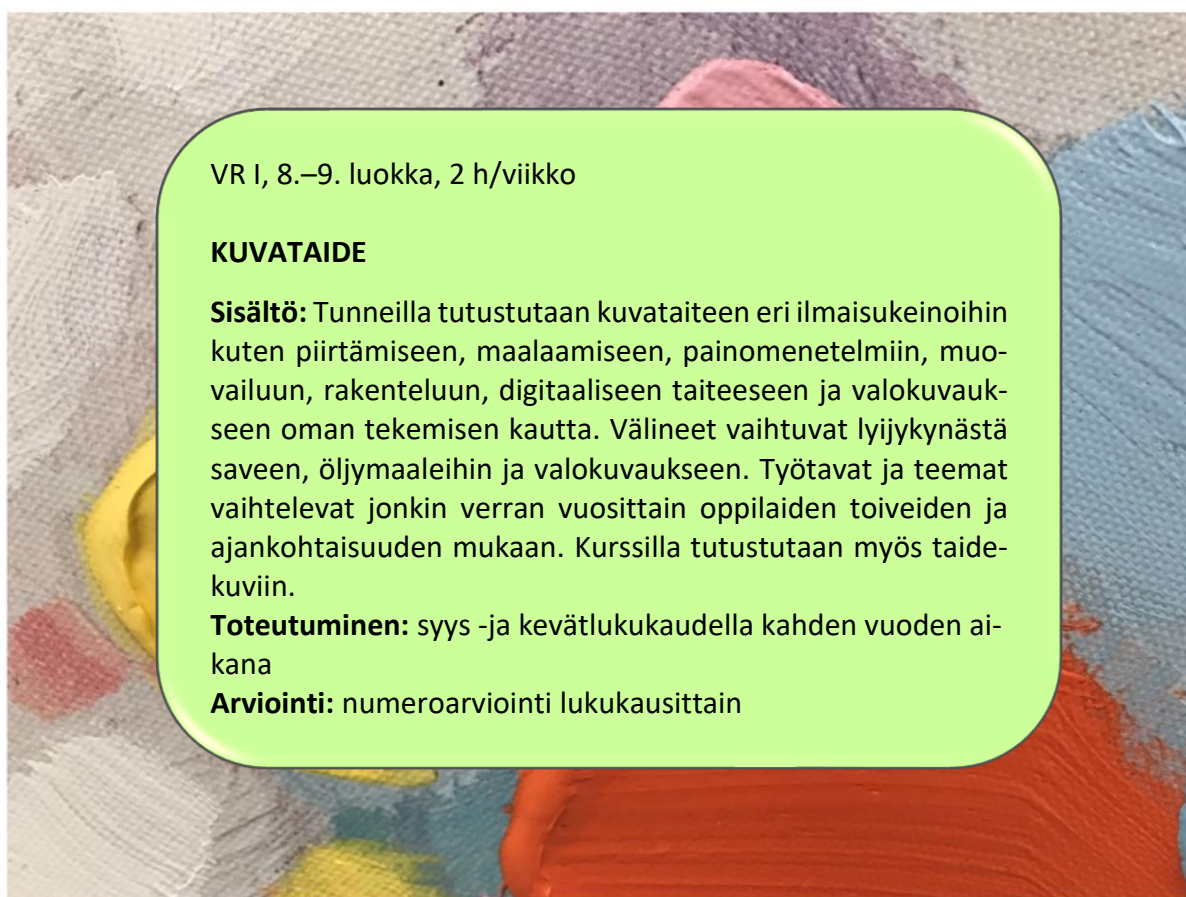 VR I, 8.–9. luokka, 2 h/viikko
KUVATAIDE
Sisältö: Tunneilla tutustutaan kuvataiteen eri ilmaisukeinoihin
kuten piirtämiseen, maalaamiseen, painomenetelmiin, muo-
vailuun, rakenteluun, digitaaliseen taiteeseen ja valokuvauk-
seen oman tekemisen kautta. Välineet vaihtuvat lyijykynästä
saveen, öljymaaleihin ja valokuvaukseen. Työtavat ja teemat
vaihtelevat jonkin verran vuosittain oppilaiden toiveiden ja
ajankohtaisuuden mukaan. Kurssilla tutustutaan myös taide-
kuviin.
Toteutuminen: syys -ja kevätlukukaudella kahden vuoden ai-
kana
Arviointi: numeroarviointi lukukausittain